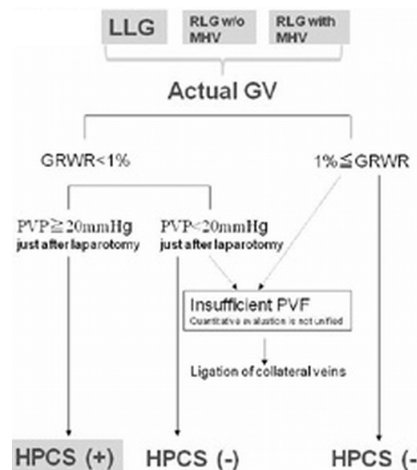 LLG RLG w/o MHV RLG with MHV
Actual GV
GRWR<1% 1%≦GRWR
PVP≧20mmHg PVP<20mmHg
just after laparotomy just after laparotomy
Insufficient PVF
Quantitative evaluation is not unified
Ligation of collateral veins
HPCS (+) HPCS (-) HPCS (-